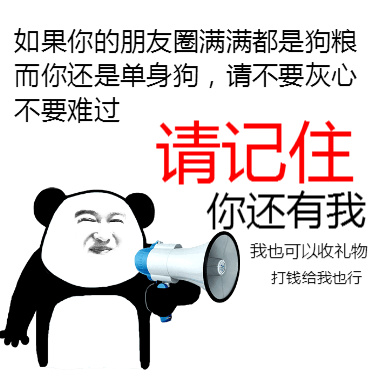 如果你的朋友圈满满都是狗粮
而你还是单身狗，请不要灰心
不要难过
请记住
你还有我
我也可以收礼物
打钱给我也行